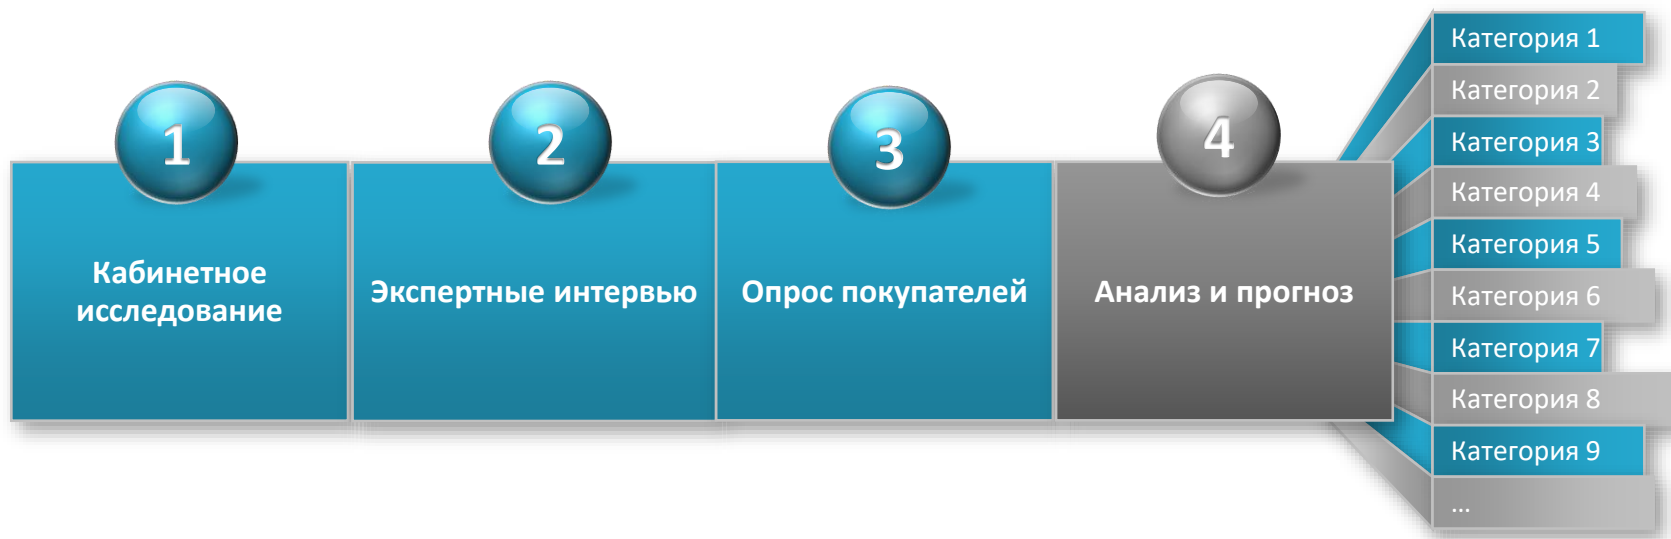 1
Кабинетное
исследование
2
Экспертные интервью
3
Опрос покупателей
4
Анализ и прогноз
Категория 1
Категория 2
Категория 3
Категория 4
Категория 5
Категория 6
Категория 7
Категория 8
Категория 9
...